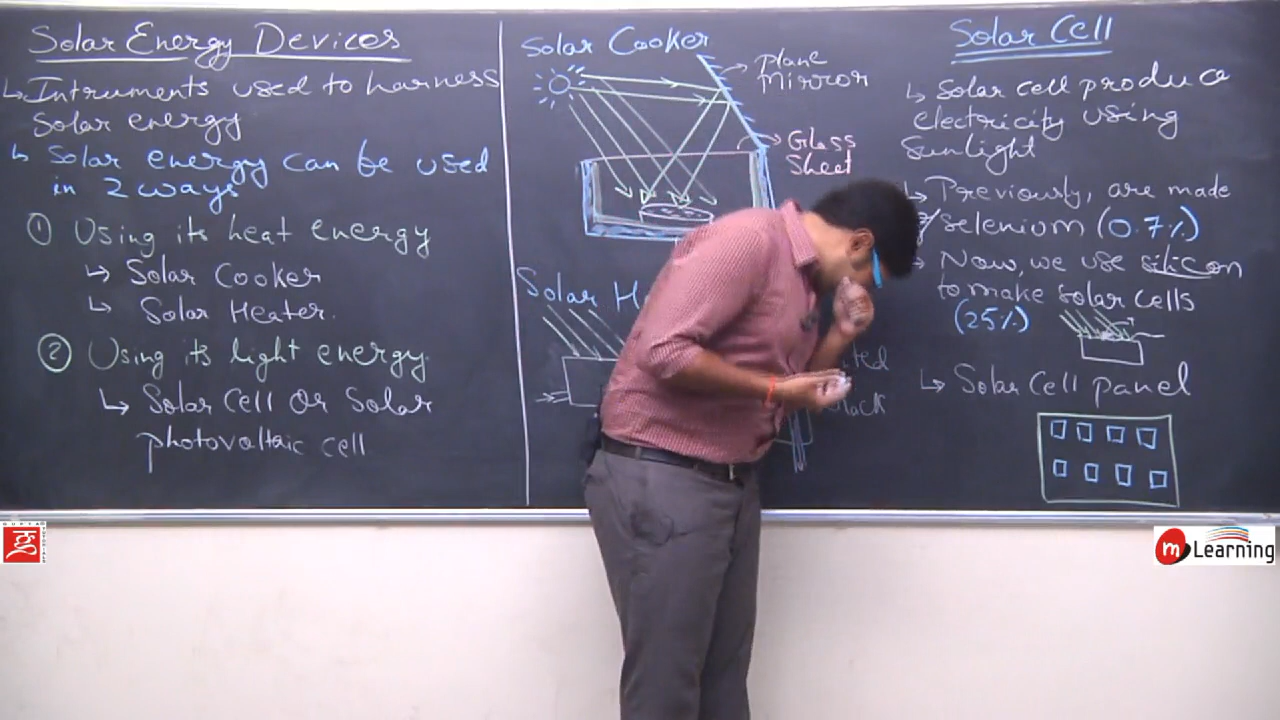 Solar Energy Devices
↳ Intruments used to harness
Solar energy
↳ Solar energy can be used
in 2 ways
① Using its heat energy
↳ Solar Cooker
↳ Solar Heater.
② Using its light energy.
↳ Solar Cell or Solar
photovoltaic cell
Solar Cooker
plane
Mirror
Glass
Sheet
Solar H
Solar Cell
↳ Solar cell produce
electricity using
Sunlight
↳ Previously, are made
selenium (0.7%)
Now, we use silicon
to make solar cells
(25%)
↳ Solar Cell panel
GUPTA
TUTORIALS
m Learning